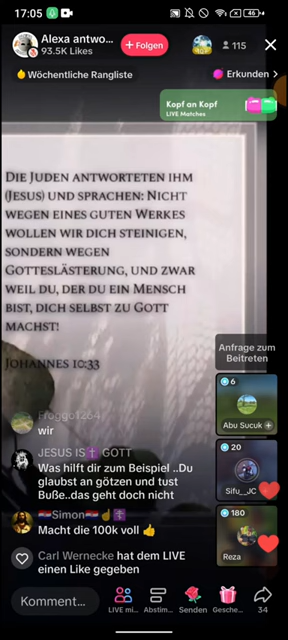 17:05
46
Alexa antwo...
93.5K Likes
+ Folgen
115
Wöchentliche Rangliste
Erkunden >
Kopf an Kopf
LIVE Matches
DIE JUDEN ANTWORTETEN IHM
(JESUS) UND SPRACHEN: NICHT
WEGEN EINES GUTEN WERKES
WOLLEN WIR DICH STEINIGEN,
SONDERN WEGEN
GOTTESLÄSTERUNG, UND ZWAR
WEIL DU, DER DU EIN MENSCH
BIST, DICH SELBST ZU GOTT
MACHST!
JOHANNES 10:33
Anfrage zum
Beitreten
6
Abu Sucuk +
20
Sifu__JC
180
Reza
Froggo1264
wir
JESUS IS✝️ GOTT
Was hilft dir zum Beispiel ..Du
glaubst an götzen und tust
Buße..das geht doch nicht
🇭🇷Simon🇭🇷☝️☦️
Macht die 100k voll 👍
Carl Wernecke hat dem LIVE
einen Like gegeben
Komment...
LIVE mi...
Abstim...
Senden
Gesche...
34